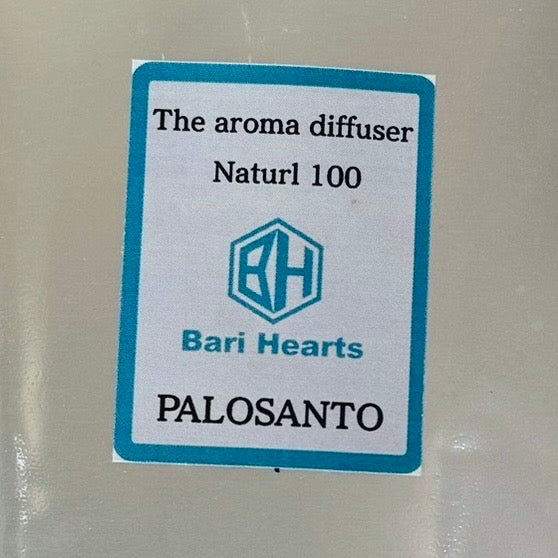 The aroma diffuser
Naturl 100
BH
Bari Hearts
PALOSANTO